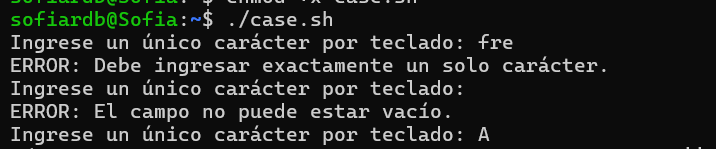 sofiardb@Sofia:~$ chmod +x case.sh
sofiardb@Sofia:~$ ./case.sh
Ingrese un único carácter por teclado: fre
ERROR: Debe ingresar exactamente un solo carácter.
Ingrese un único carácter por teclado:
ERROR: El campo no puede estar vacío.
Ingrese un único carácter por teclado: A